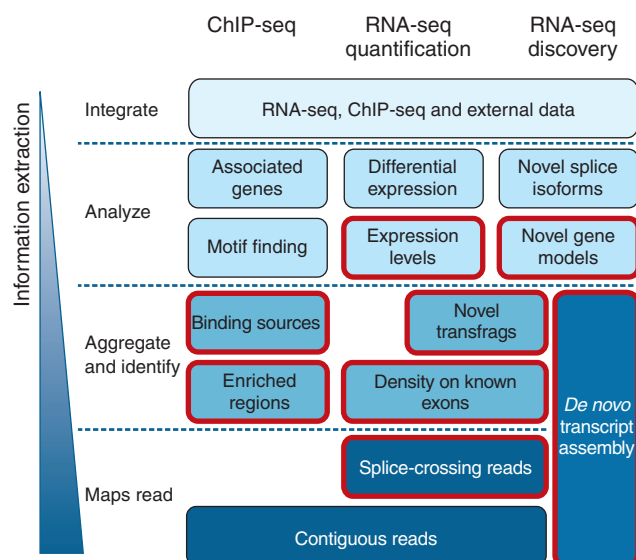 ChIP-seq
RNA-seq
quantification
RNA-seq
discovery
Information extraction
Integrate
RNA-seq, ChIP-seq and external data
Analyze
Associated
genes
Differential
expression
Novel splice
isoforms
Motif finding
Expression
levels
Novel gene
models
Aggregate
and identify
Binding sources
Novel
transfrags
Enriched
regions
Density on known
exons
De novo
transcript
assembly
Maps read
Splice-crossing reads
Contiguous reads